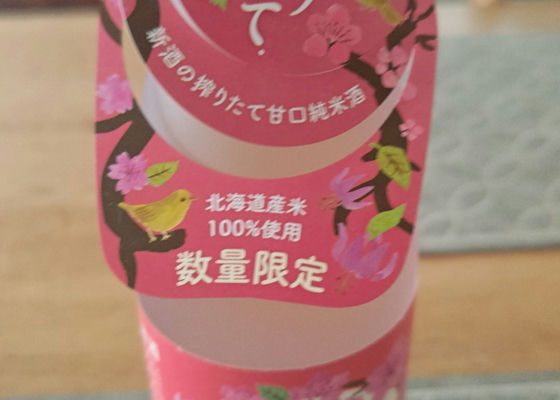 て.
新酒の搾りたて甘口純米酒
北海道産米
100%使用
数量限定